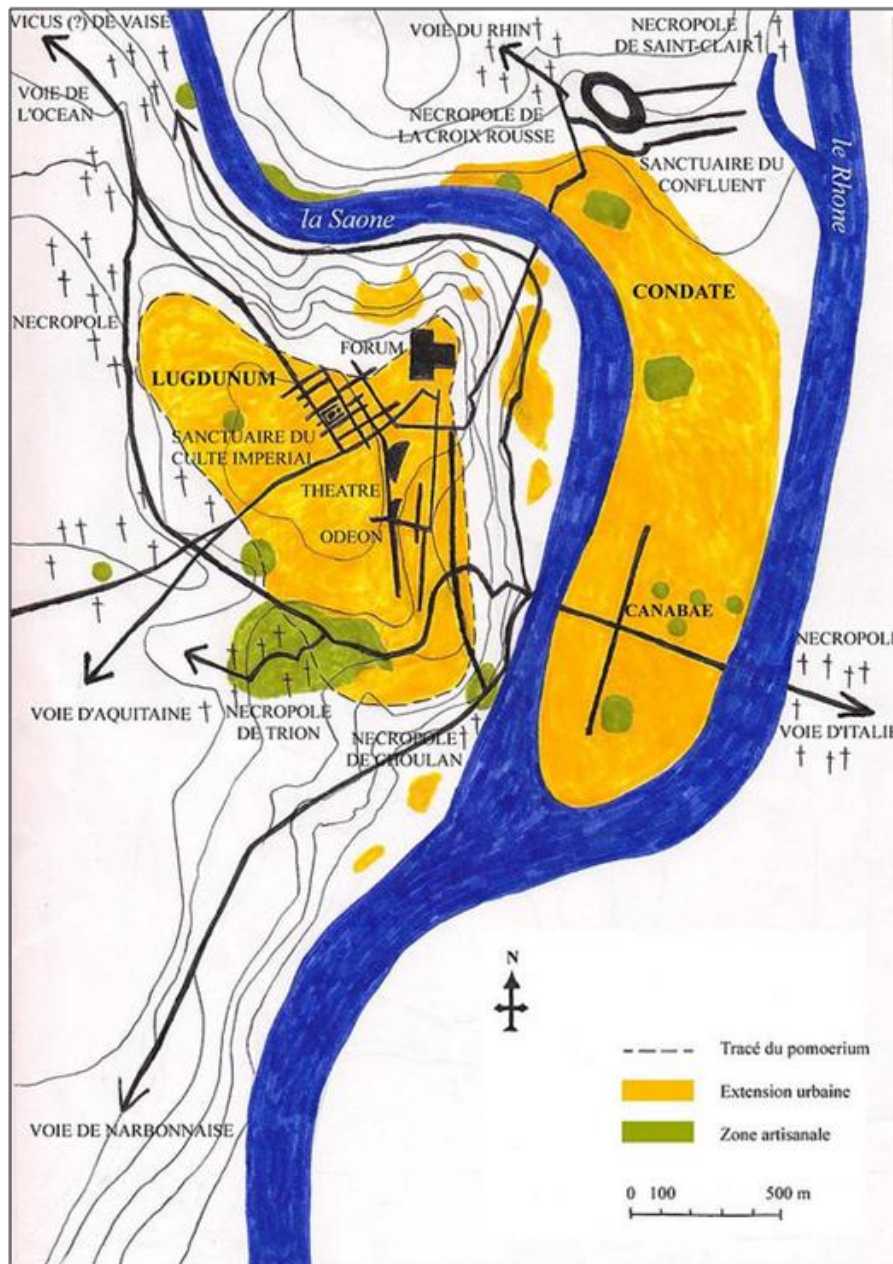 VICUS (?) DE VAISE
VOIE DE
L'OCEAN
VOIE DU RHIN
NECROPOLE
DE SAINT-CLAIR
NECROPOLE DE
LA CROIX ROUSSE
SANCTUAIRE DU
CONFLUENT
la Saone
le Rhone
CONDATE
NECROPOLE
FORUM
LUGDUNUM
SANCTUAIRE DU
CULTE IMPERIAL
THEATRE
ODEON
CANABAE
NECROPOLE
VOIE D'ITALIE
VOIE D'AQUITAINE
NECROPOLE
DE TRION
NECROPOLE
DE CHOULAN
N
Tracé du pomoerium
Extension urbaine
Zone artisanale
0 100 500 m
VOIE DE NARBONNAISE